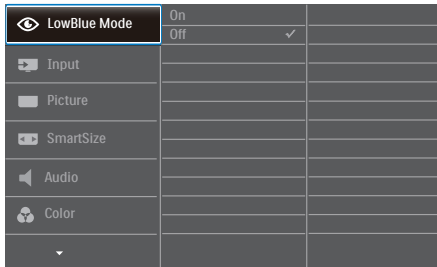 LowBlue Mode
On
Off
Input
Picture
SmartSize
Audio
Color